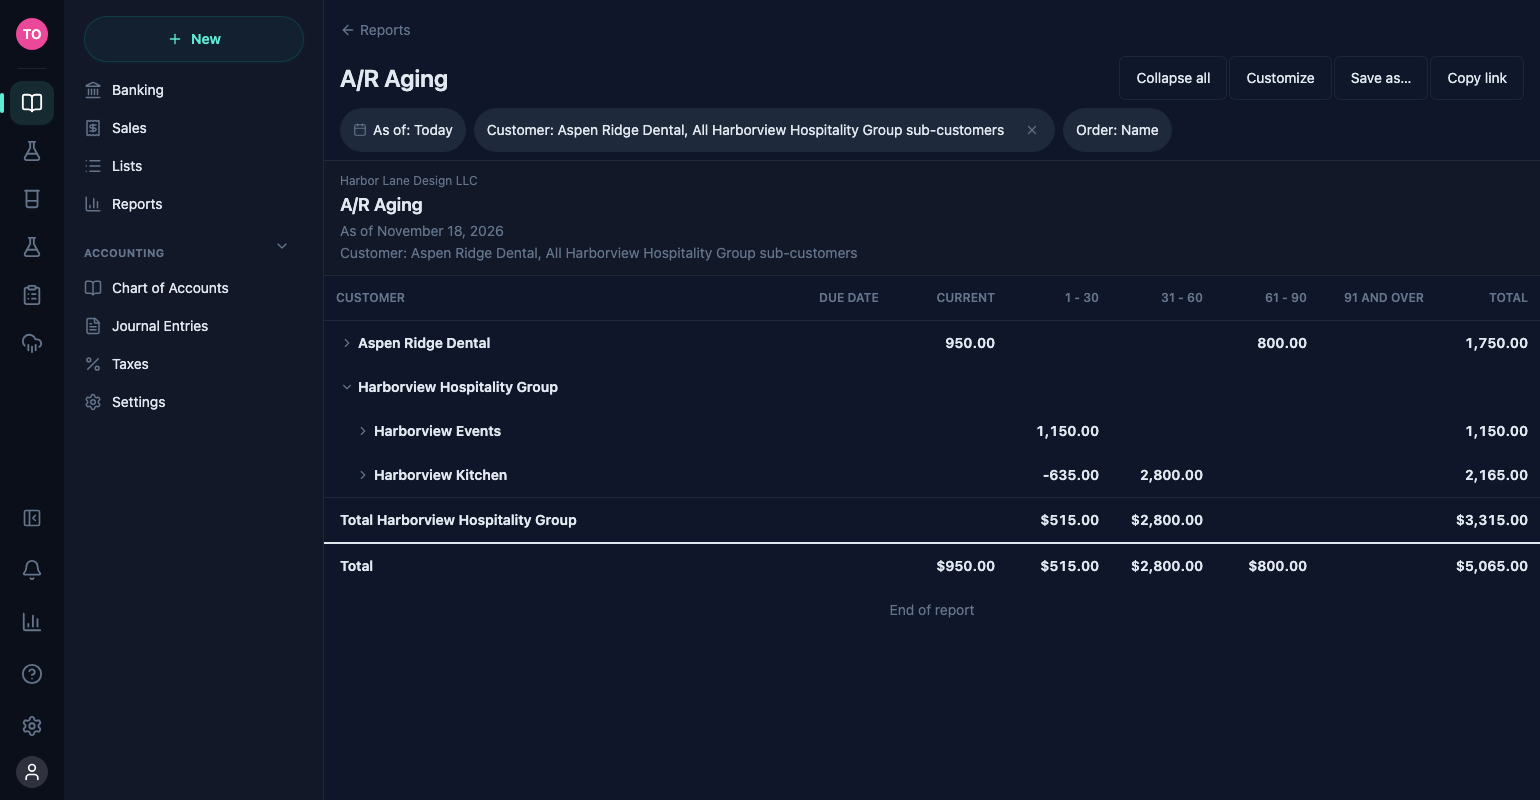 TO
New
Banking
Sales
Lists
Reports
ACCOUNTING
Chart of Accounts
Journal Entries
Taxes
Settings
Reports
A/R Aging
Collapse all
Customize
Save as...
Copy link
As of: Today
Customer: Aspen Ridge Dental, All Harborview Hospitality Group sub-customers
Order: Name
Harbor Lane Design LLC
A/R Aging
As of November 18, 2026
Customer: Aspen Ridge Dental, All Harborview Hospitality Group sub-customers
CUSTOMER DUE DATE CURRENT 1 - 30 31 - 60 61 - 90 91 AND OVER TOTAL
Aspen Ridge Dental 950.00 800.00 1,750.00
Harborview Hospitality Group
Harborview Events 1,150.00 1,150.00
Harborview Kitchen -635.00 2,800.00 2,165.00
Total Harborview Hospitality Group $515.00 $2,800.00 $3,315.00
Total $950.00 $515.00 $2,800.00 $800.00 $5,065.00
End of report